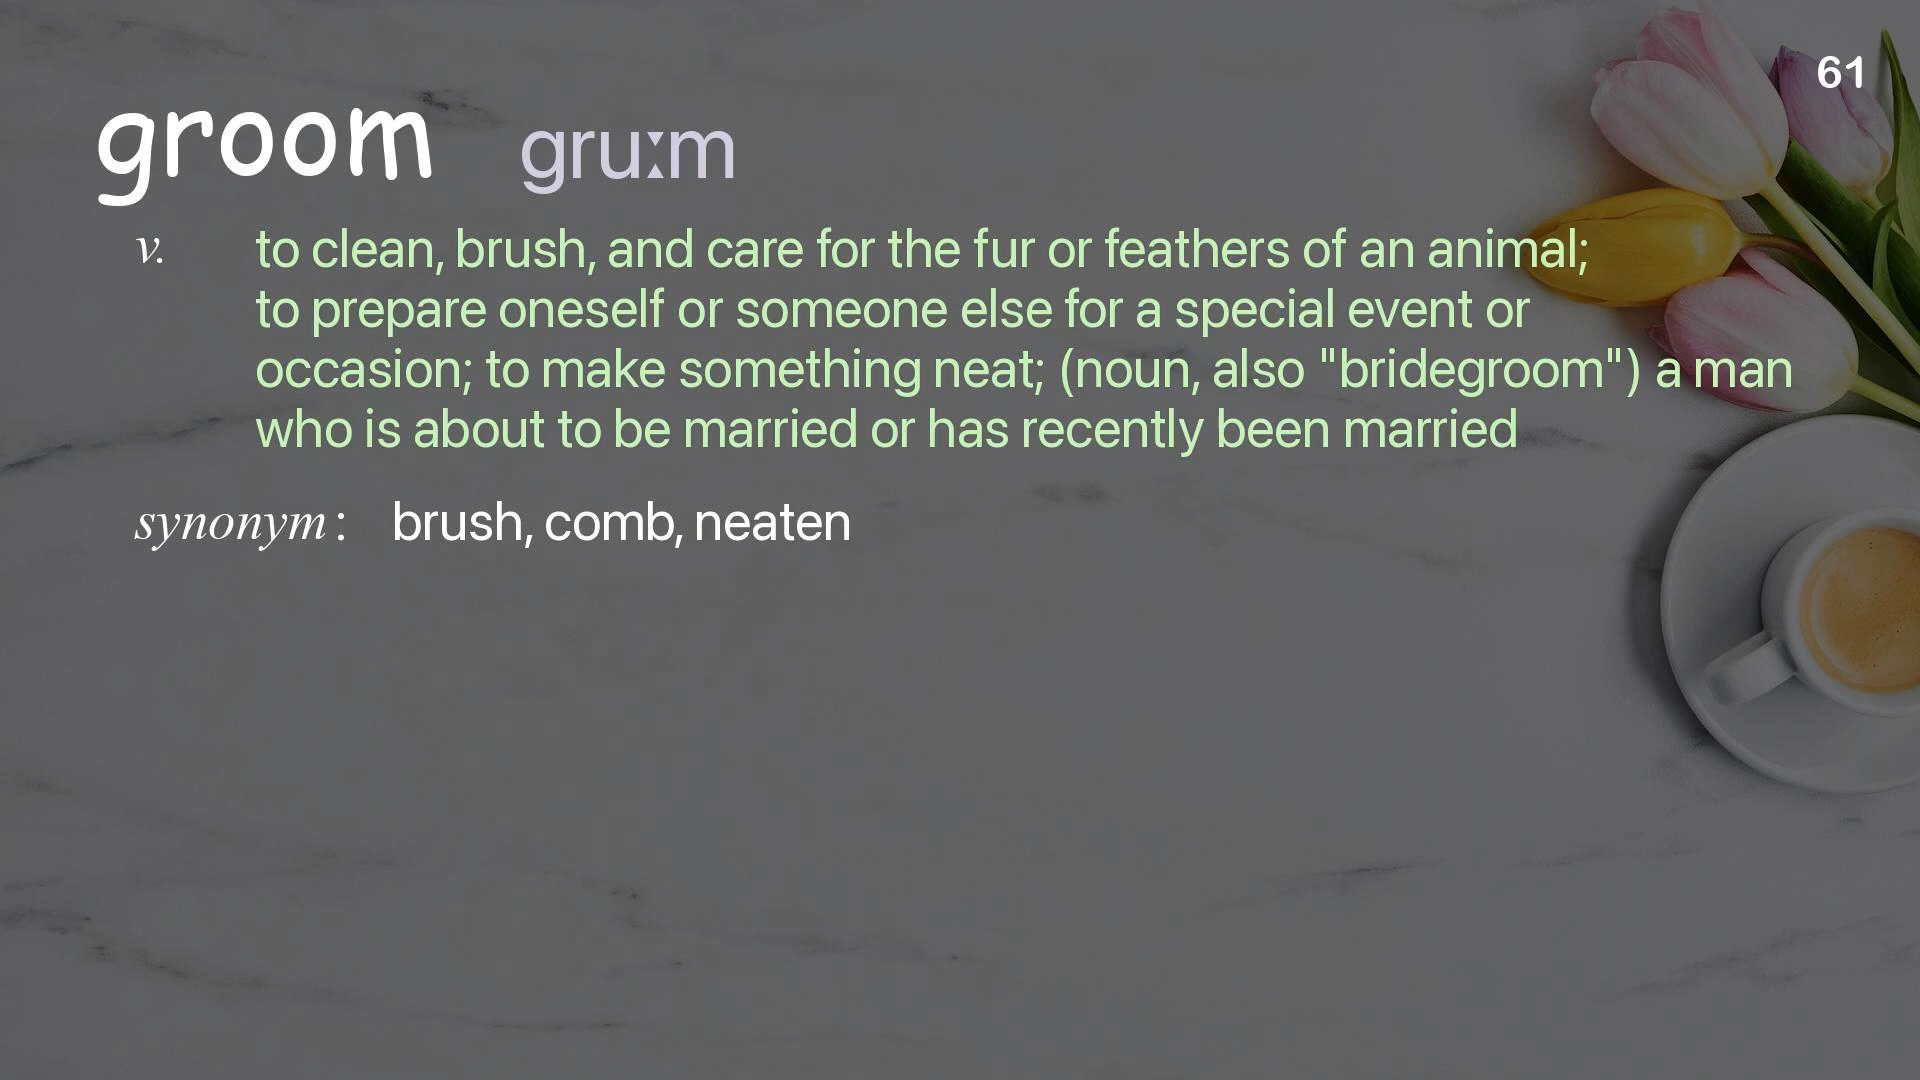 61
groom gruːm
v. to clean, brush, and care for the fur or feathers of an animal;
to prepare oneself or someone else for a special event or
occasion; to make something neat; (noun, also "bridegroom") a man
who is about to be married or has recently been married
synonym: brush, comb, neaten